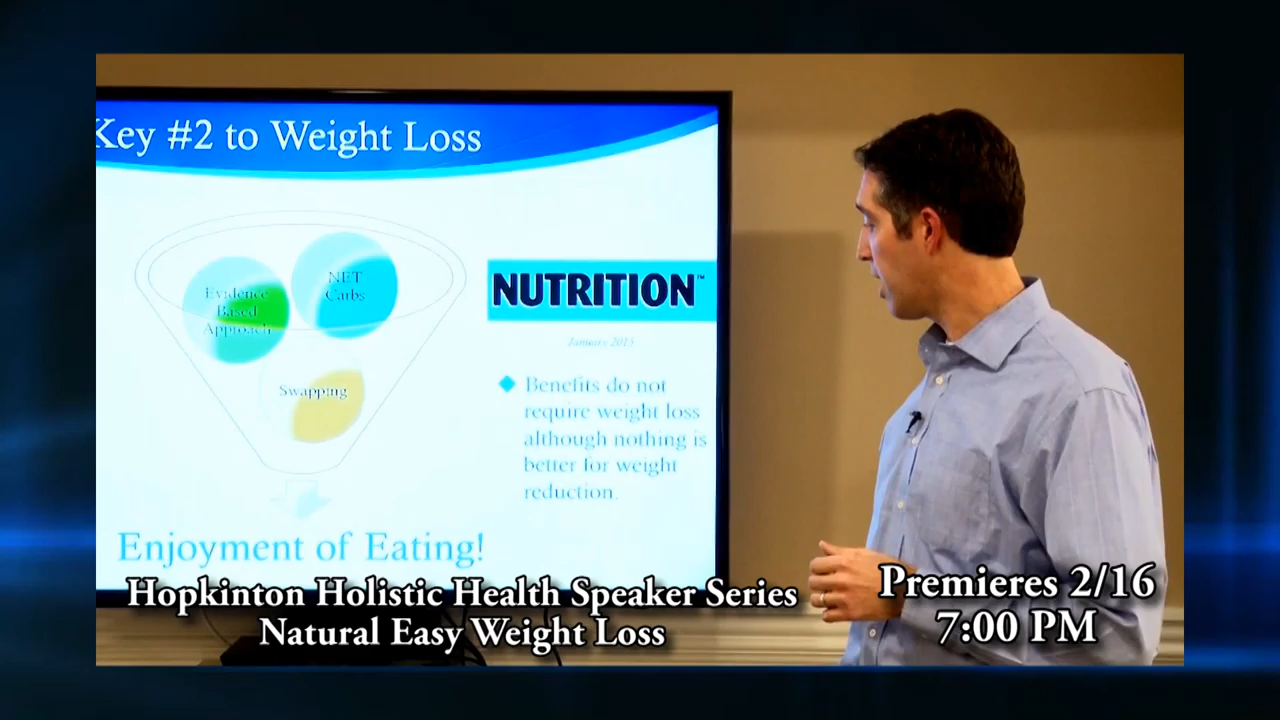 Key #2 to Weight Loss
Evidence
Based
Approach
NET
Carbs
Swapping
NUTRITION™
January 2015
Benefits do not
require weight loss
although nothing is
better for weight
reduction.
Enjoyment of Eating!
Hopkinton Holistic Health Speaker Series
Natural Easy Weight Loss
Premieres 2/16
7:00 PM